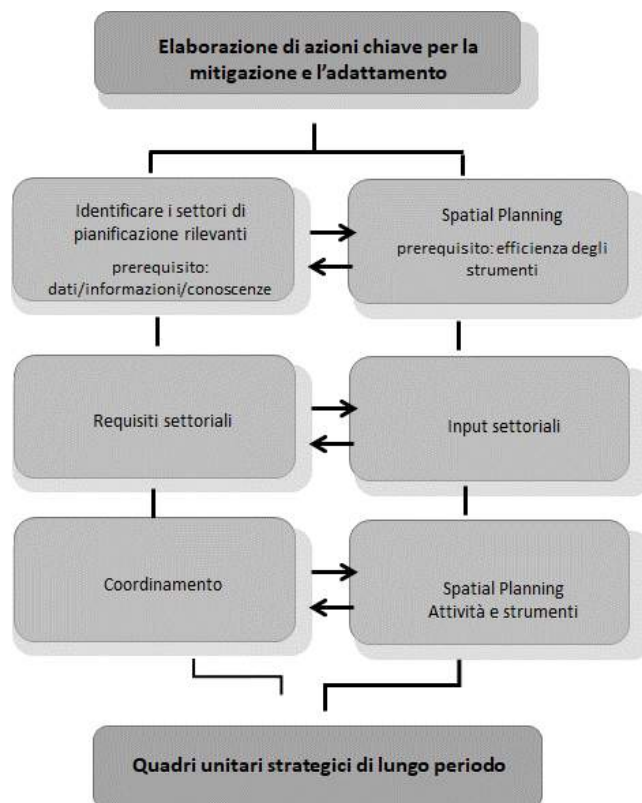 Elaborazione di azioni chiave per la
mitigazione e l'adattamento
Identificare i settori di
pianificazione rilevanti
prerequisito:
dati/informazioni/conoscenze
Spatial Planning
prerequisito: efficienza degli
strumenti
Requisiti settoriali
Input settoriali
Coordinamento
Spatial Planning
Attività e strumenti
Quadri unitari strategici di lungo periodo